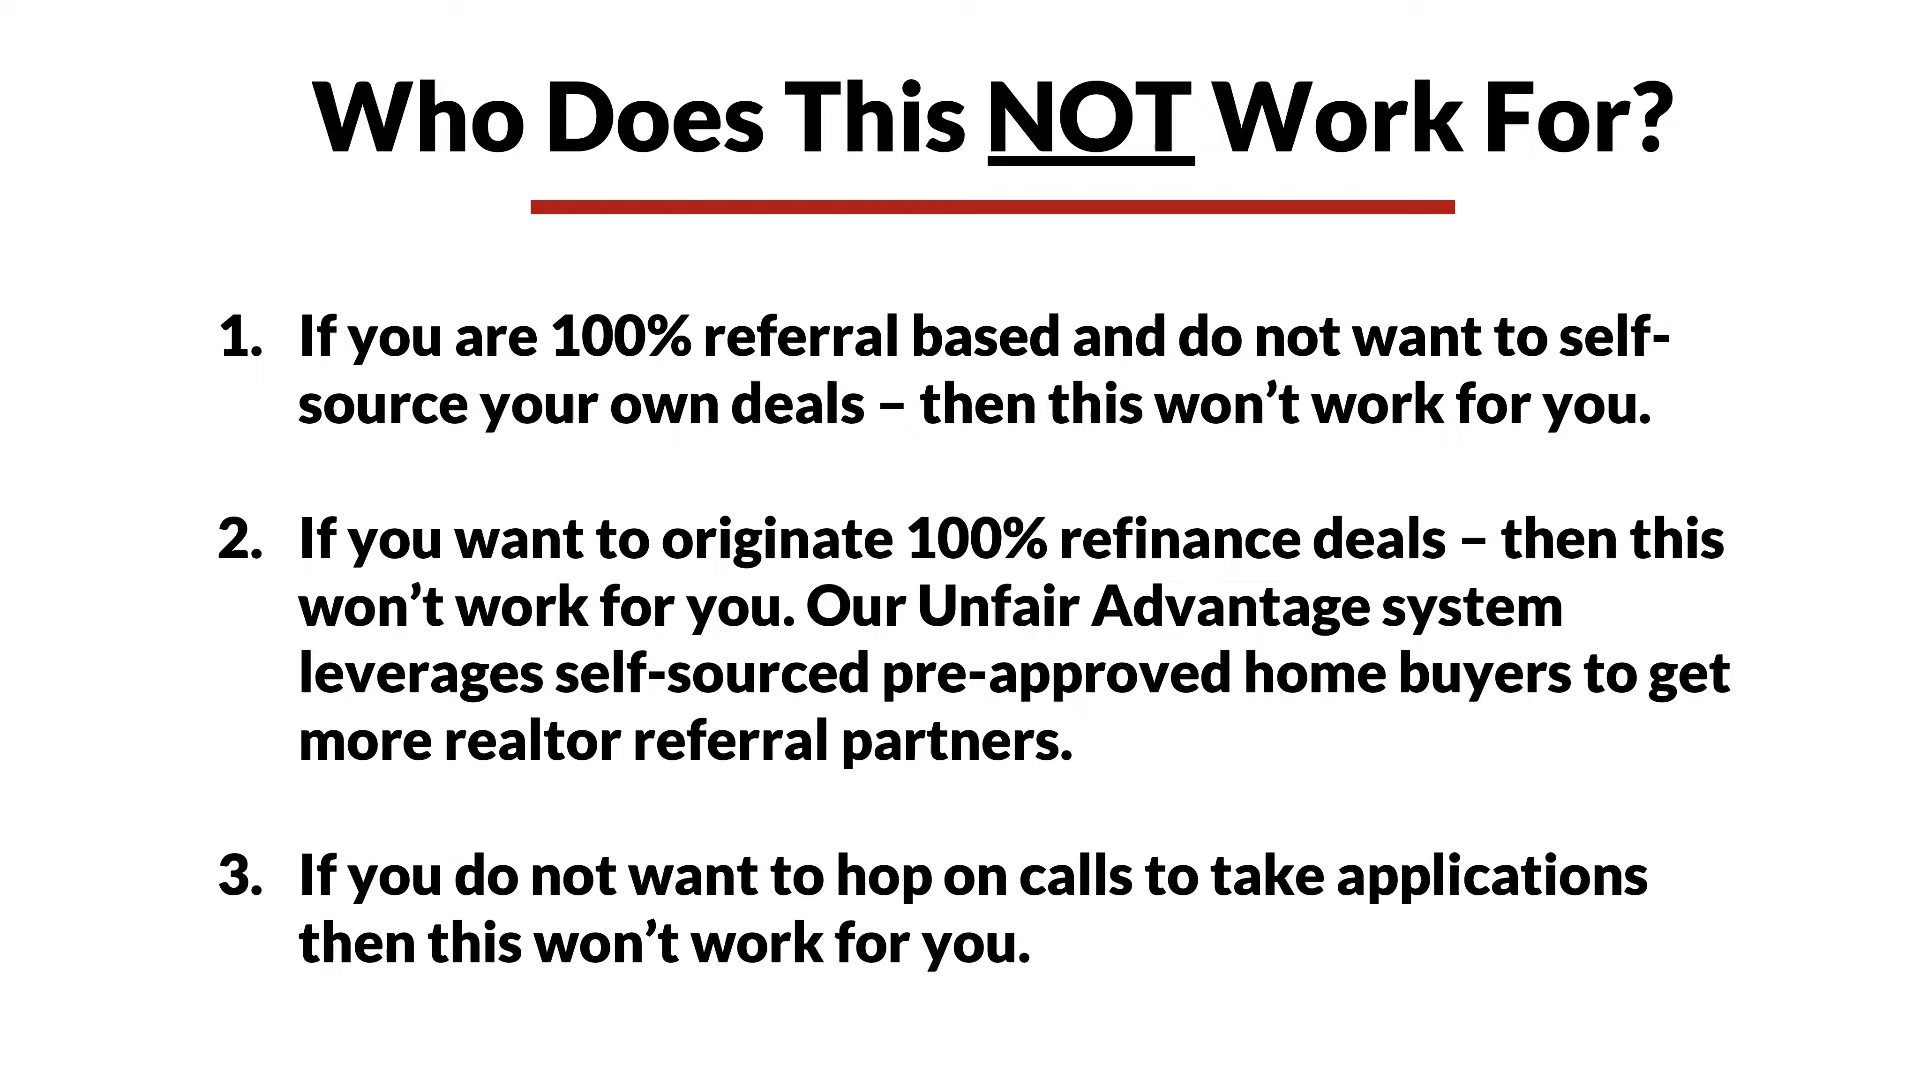 Who Does This NOT Work For?
1. If you are 100% referral based and do not want to self-
source your own deals – then this won’t work for you.
2. If you want to originate 100% refinance deals – then this
won’t work for you. Our Unfair Advantage system
leverages self-sourced pre-approved home buyers to get
more realtor referral partners.
3. If you do not want to hop on calls to take applications
then this won’t work for you.